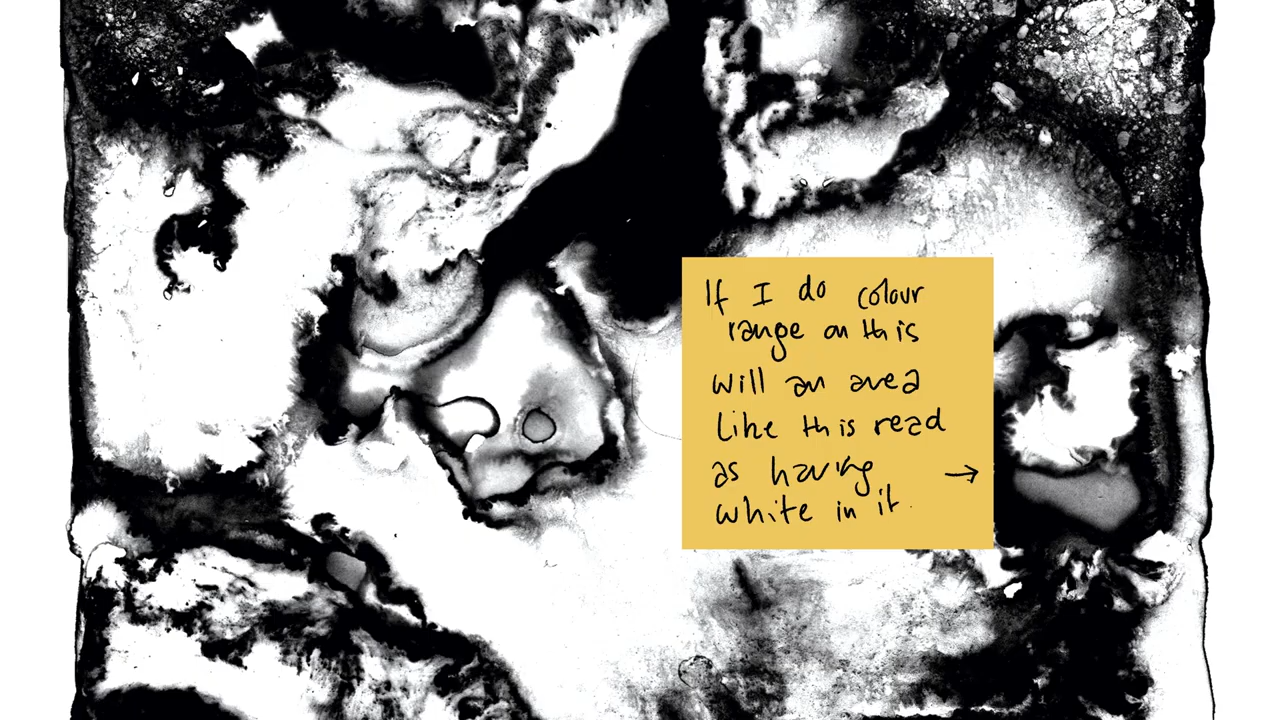 If I do colour
range on this
will an area
like this read
as having →
white in it.